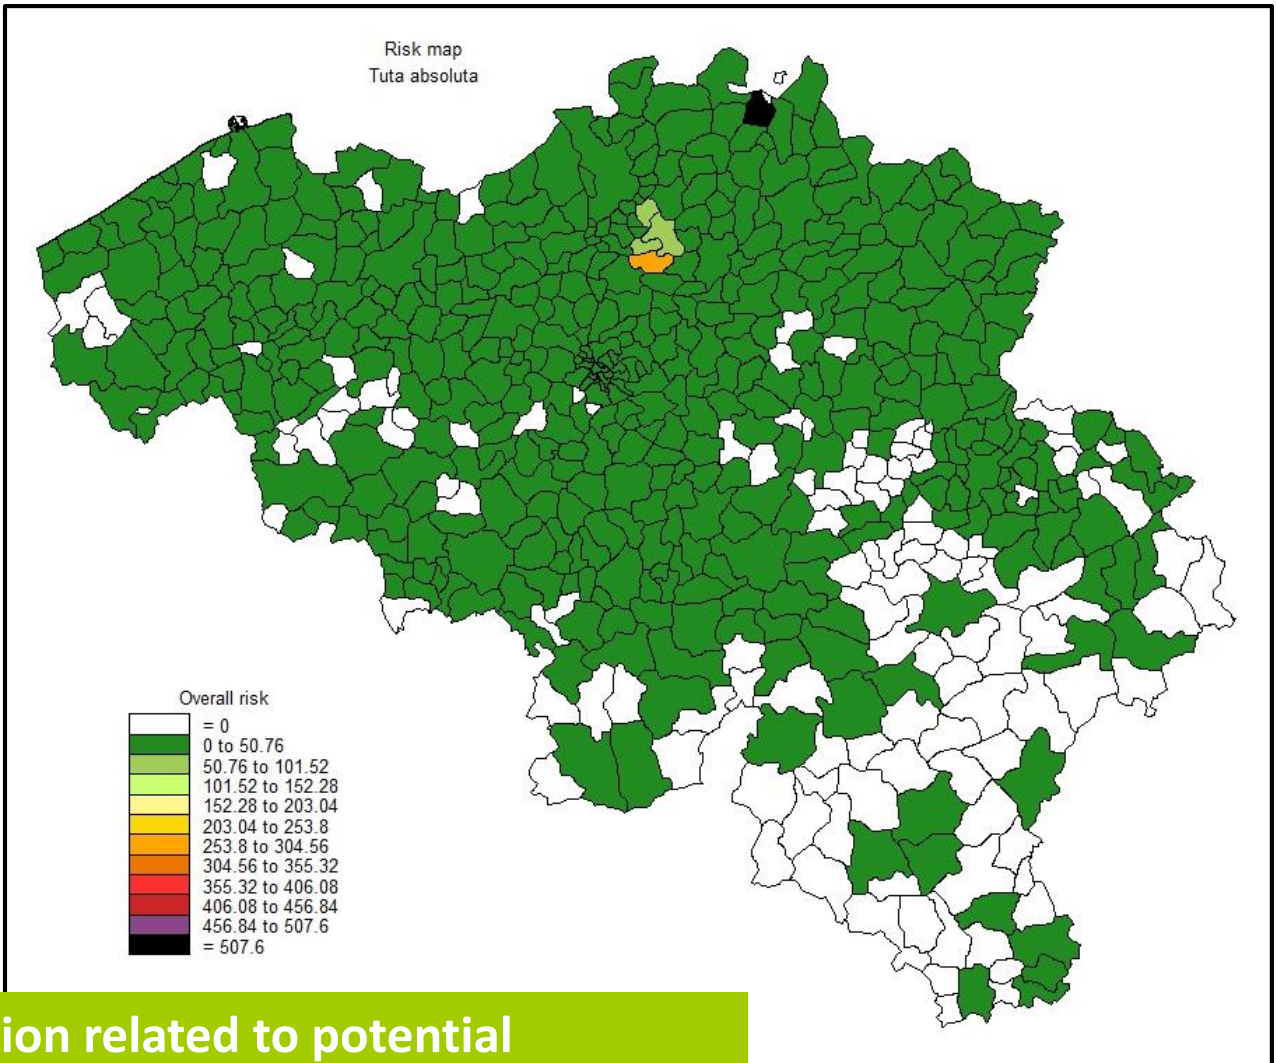 Risk map
Tuta absoluta
Overall risk
= 0
0 to 50.76
50.76 to 101.52
101.52 to 152.28
152.28 to 203.04
203.04 to 253.8
253.8 to 304.56
304.56 to 355.32
355.32 to 406.08
406.08 to 456.84
456.84 to 507.6
= 507.6
ion related to potential